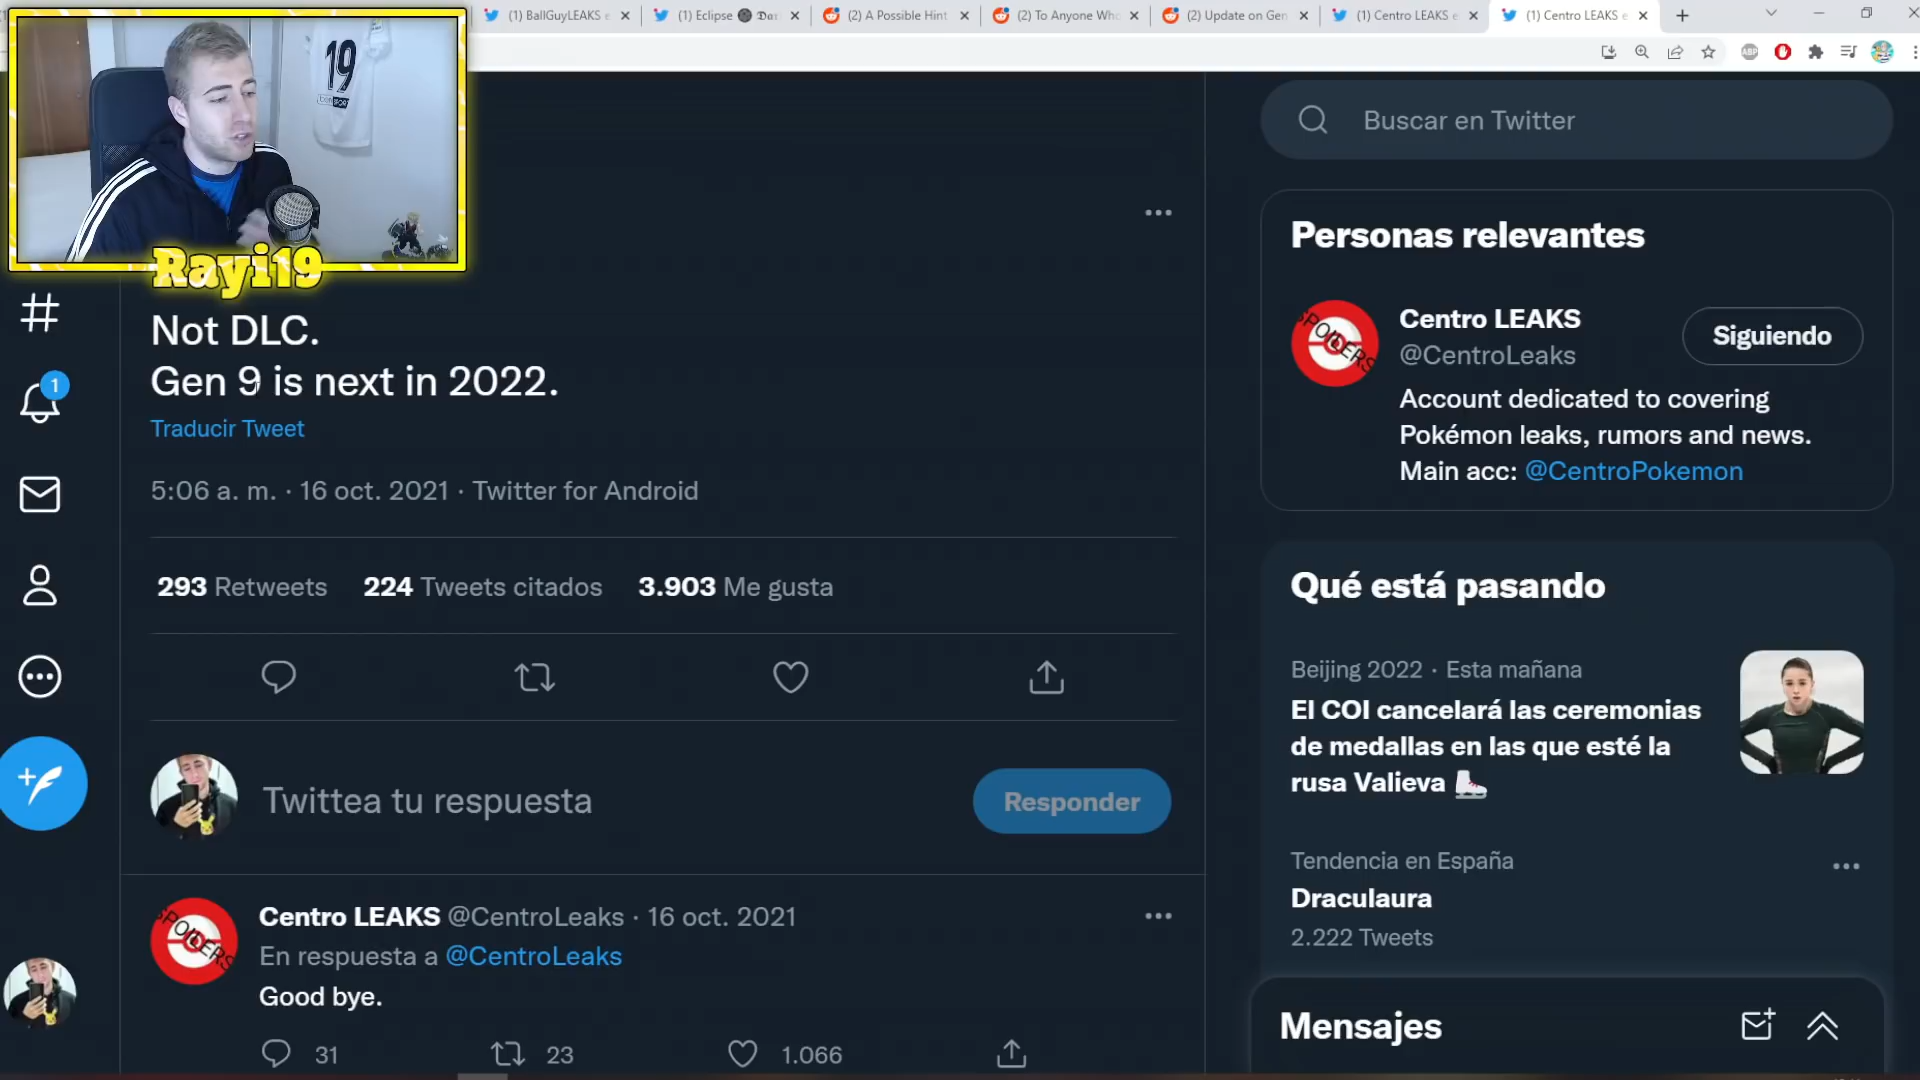 (1) BallGuyLEAKS e
(1) Eclipse
(2) A Possible Hint
(2) To Anyone Who
(2) Update on Gen
(1) Centro LEAKS e
(1) Centro LEAKS e
ABP
19
Rayi19
Buscar en Twitter
Not DLC.
Gen 9 is next in 2022.
Traducir Tweet
5:06 a. m. · 16 oct. 2021 · Twitter for Android
293 Retweets 224 Tweets citados 3.903 Me gusta
1
Twittea tu respuesta
Responder
SPOILERS
Centro LEAKS @CentroLeaks · 16 oct. 2021
En respuesta a @CentroLeaks
Good bye.
31 23 1.066
Personas relevantes
SPOILERS
Centro LEAKS
@CentroLeaks
Siguiendo
Account dedicated to covering
Pokémon leaks, rumors and news.
Main acc: @CentroPokemon
Qué está pasando
Beijing 2022 · Esta mañana
El COI cancelará las ceremonias
de medallas en las que esté la
rusa Valieva
Tendencia en España
Draculaura
2.222 Tweets
Mensajes